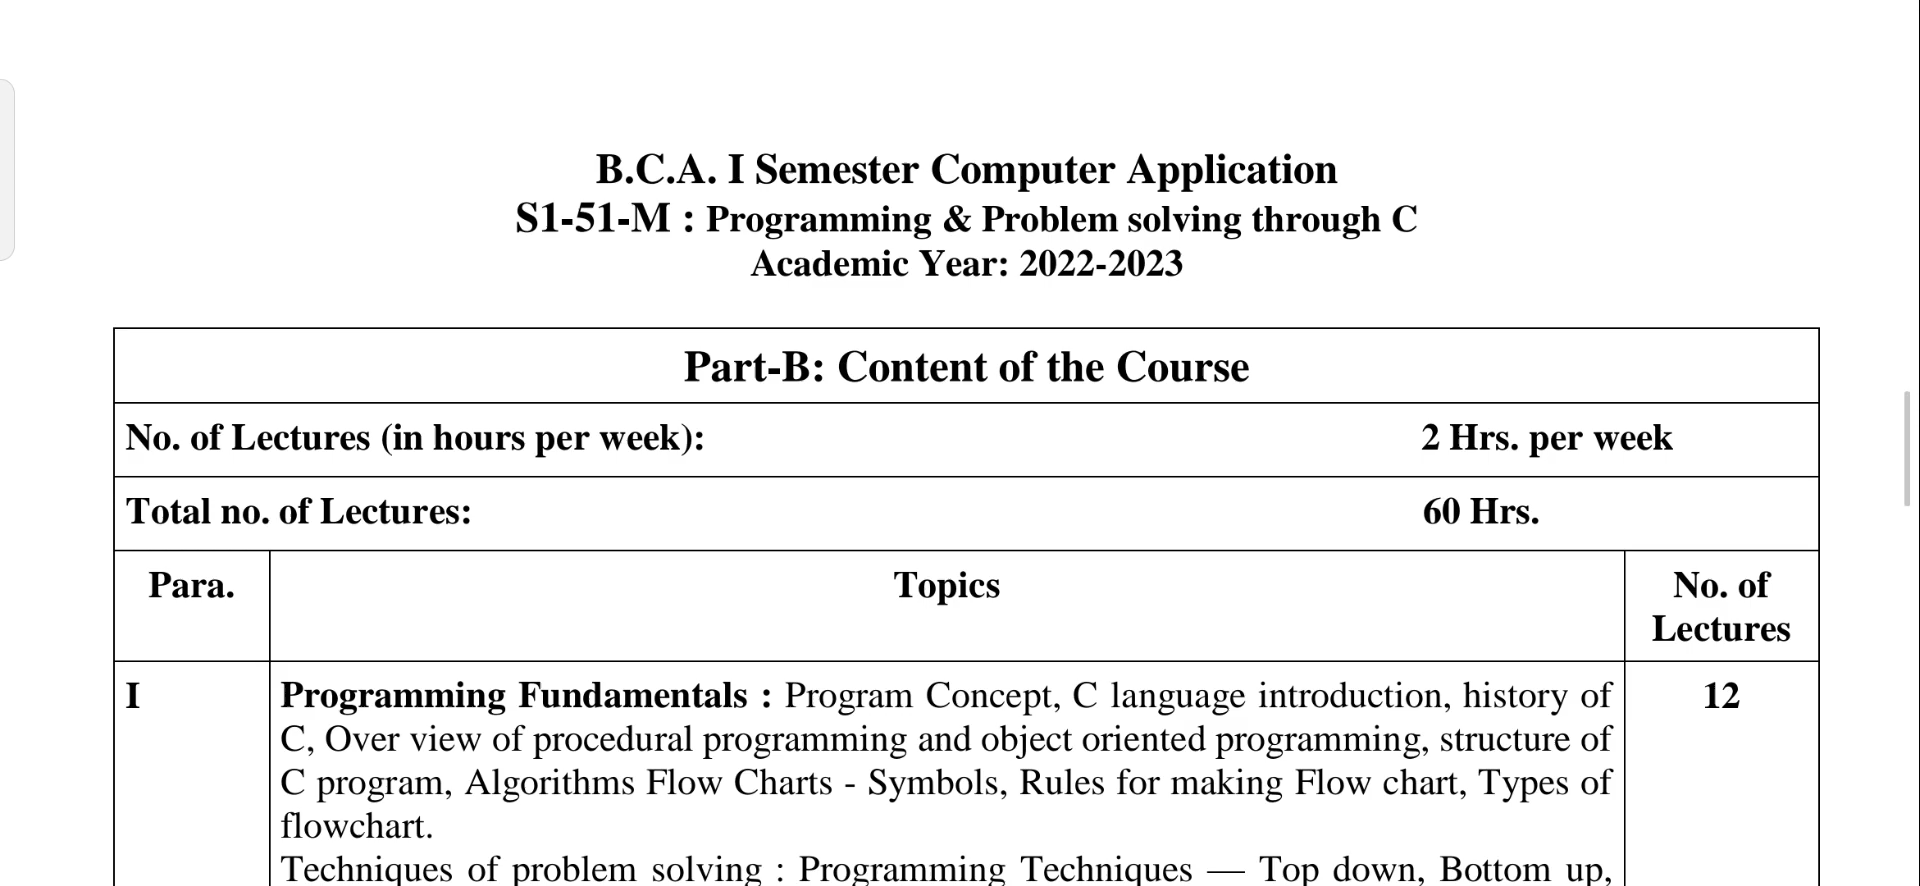 B.C.A. I Semester Computer Application
S1-51-M : Programming & Problem solving through C
Academic Year: 2022-2023
Part-B: Content of the Course
No. of Lectures (in hours per week): 2 Hrs. per week
Total no. of Lectures: 60 Hrs.
Para. Topics No. of
Lectures
I Programming Fundamentals : Program Concept, C language introduction, history of 12
C, Over view of procedural programming and object oriented programming, structure of
C program, Algorithms Flow Charts - Symbols, Rules for making Flow chart, Types of
flowchart.
Techniques of problem solving : Programming Techniques — Top down, Bottom up,